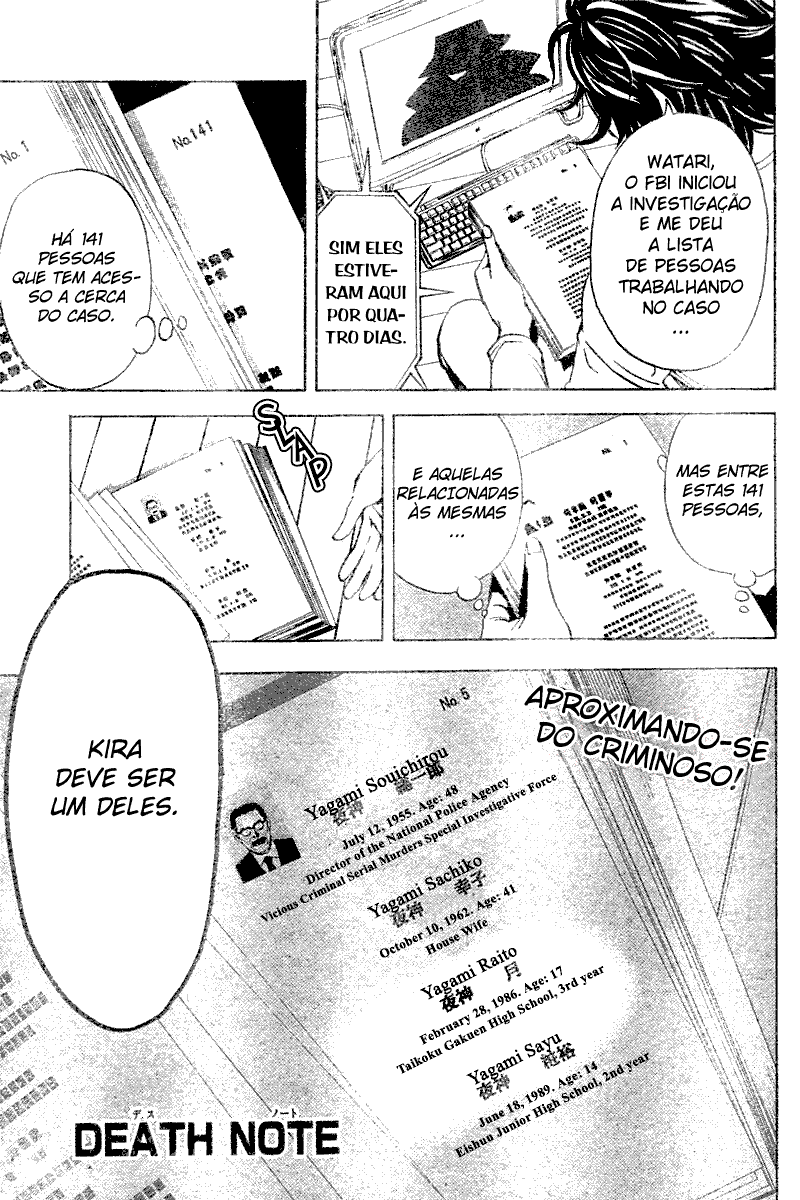 WATARI,
O FBI INICIOU
A INVESTIGAÇÃO
E ME DEU
A LISTA
DE PESSOAS
TRABALHANDO
NO CASO
...
SIM ELES
ESTIVE-
RAM AQUI
POR QUA-
TRO DIAS.
No. 141
No. 1
HÁ 141
PESSOAS
QUE TEM ACES-
SO A CERCA
DO CASO.
No. 1
MAS ENTRE
ESTAS 141
PESSOAS,
E AQUELAS
RELACIONADAS
ÀS MESMAS
...
SLAP
APROXIMANDO-SE
DO CRIMINOSO!
KIRA
DEVE SER
UM DELES.
No. 5
Yagami Souichirou
夜神 総一郎
July 12, 1955. Age: 48
Director of the National Police Agency
Vicious Criminal Serial Murders Special Investigative Force
Yagami Sachiko
夜神 幸子
October 10, 1962. Age: 41
House Wife
Yagami Raito
夜神 月
February 28, 1986. Age: 17
Taikoku Gakuen High School, 3rd year
Yagami Sayu
夜神 粧裕
June 18, 1989. Age: 14
Eishun Junior High School, 2nd year
デス ノート
DEATH NOTE